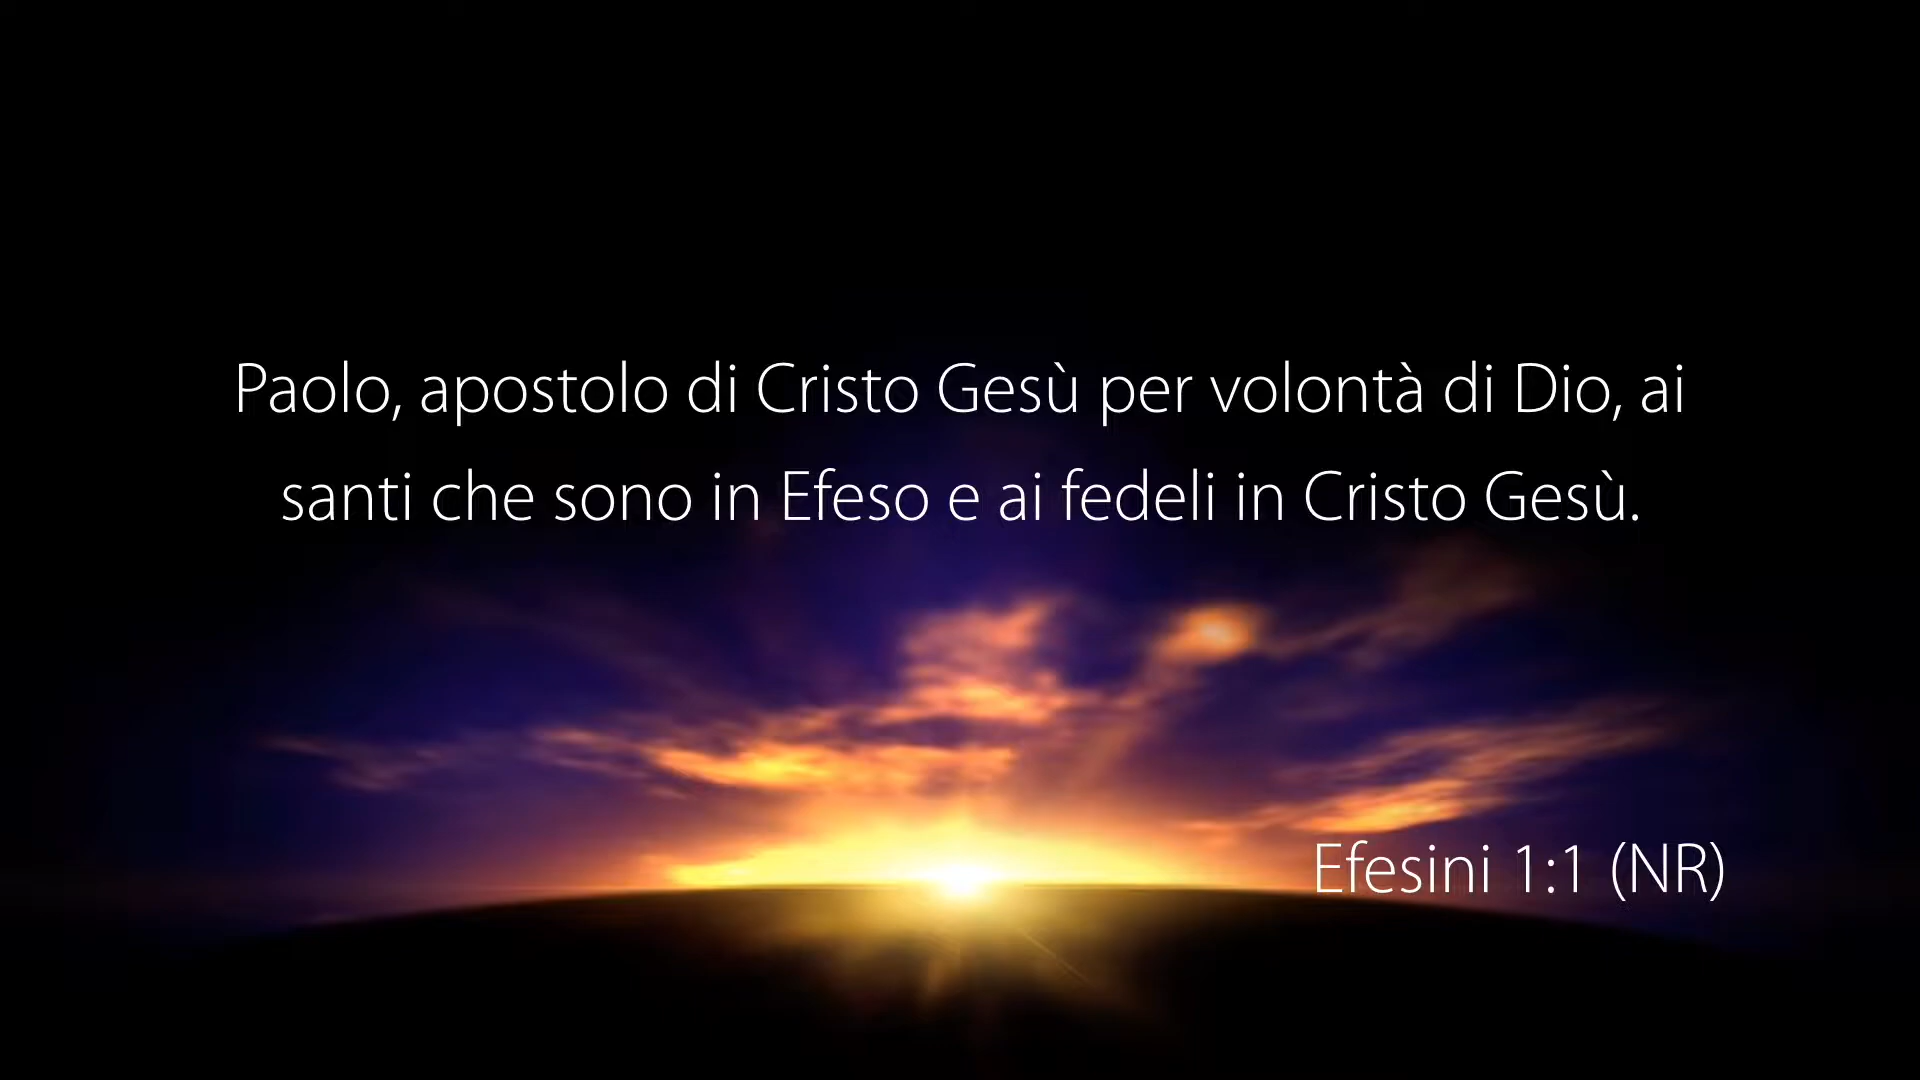 Paolo, apostolo di Cristo Gesù per volontà di Dio, ai
santi che sono in Efeso e ai fedeli in Cristo Gesù.
Efesini 1:1 (NR)